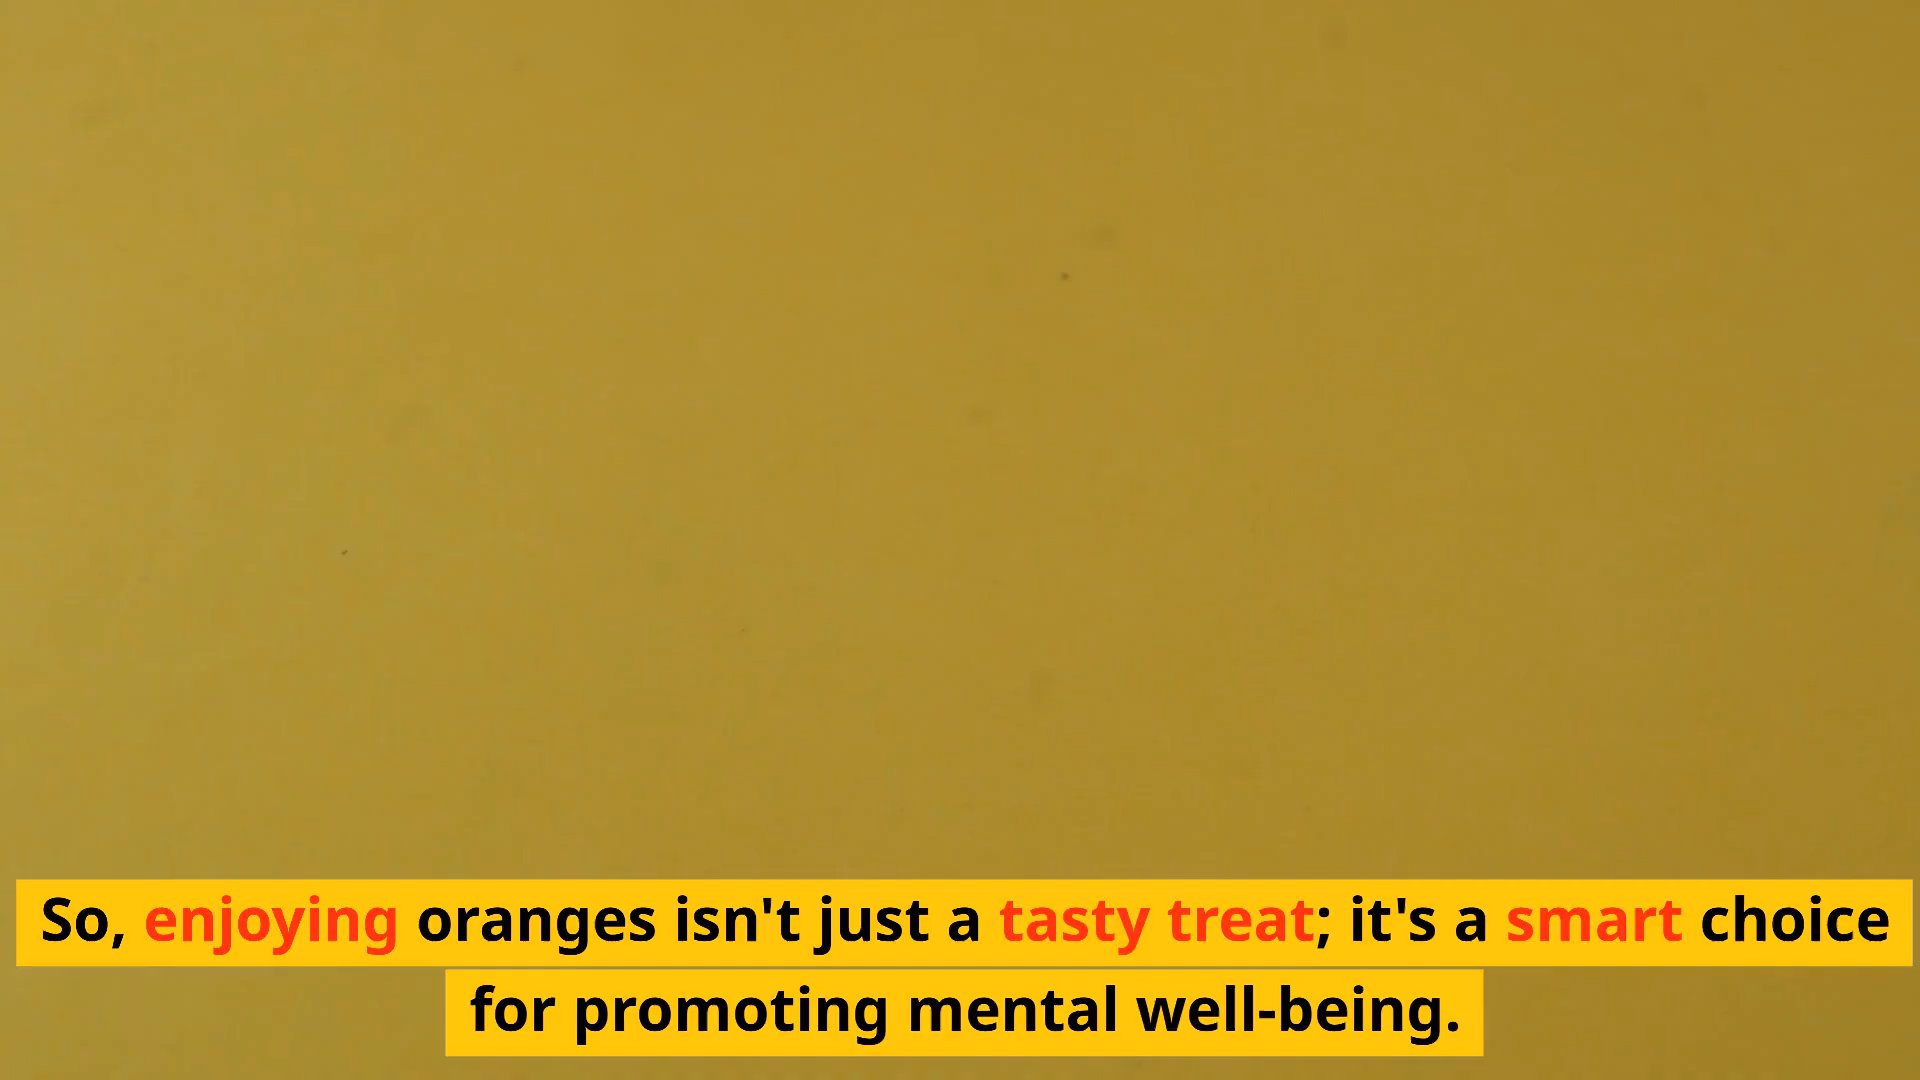 So, enjoying oranges isn't just a tasty treat; it's a smart choice
for promoting mental well-being.